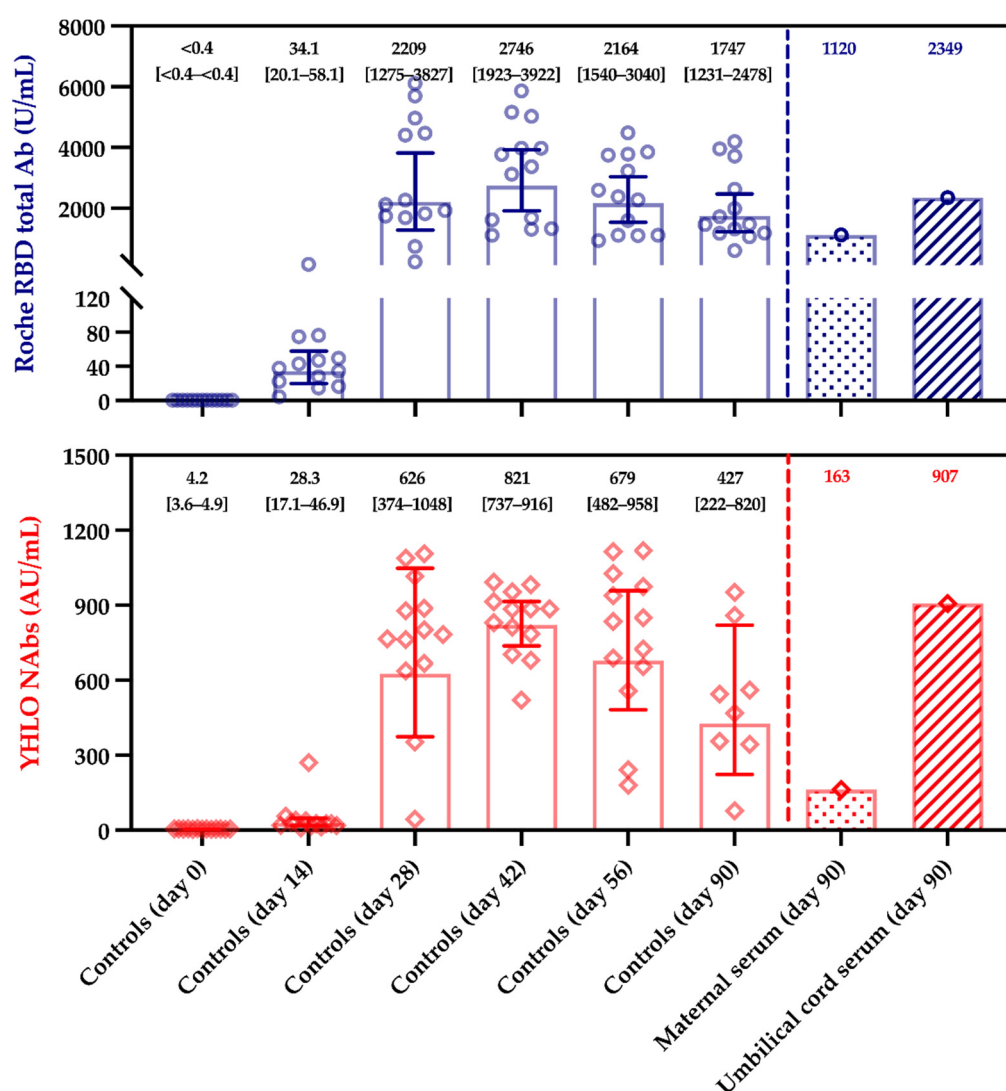 Roche RBD total Ab (U/mL)
8000
6000
4000
2000
120
80
40
0
<0.4 34.1 2209 2746 2164 1747 1120 2349
[<0.4–<0.4] [20.1–58.1] [1275–3827] [1923–3922] [1540–3040] [1231–2478]
YHLO NAbs (AU/mL)
1500
1200
900
600
300
0
4.2 28.3 626 821 679 427 163 907
[3.6–4.9] [17.1–46.9] [374–1048] [737–916] [482–958] [222–820]
Controls (day 0)
Controls (day 14)
Controls (day 28)
Controls (day 42)
Controls (day 56)
Controls (day 90)
Maternal serum (day 90)
Umbilical cord serum (day 90)